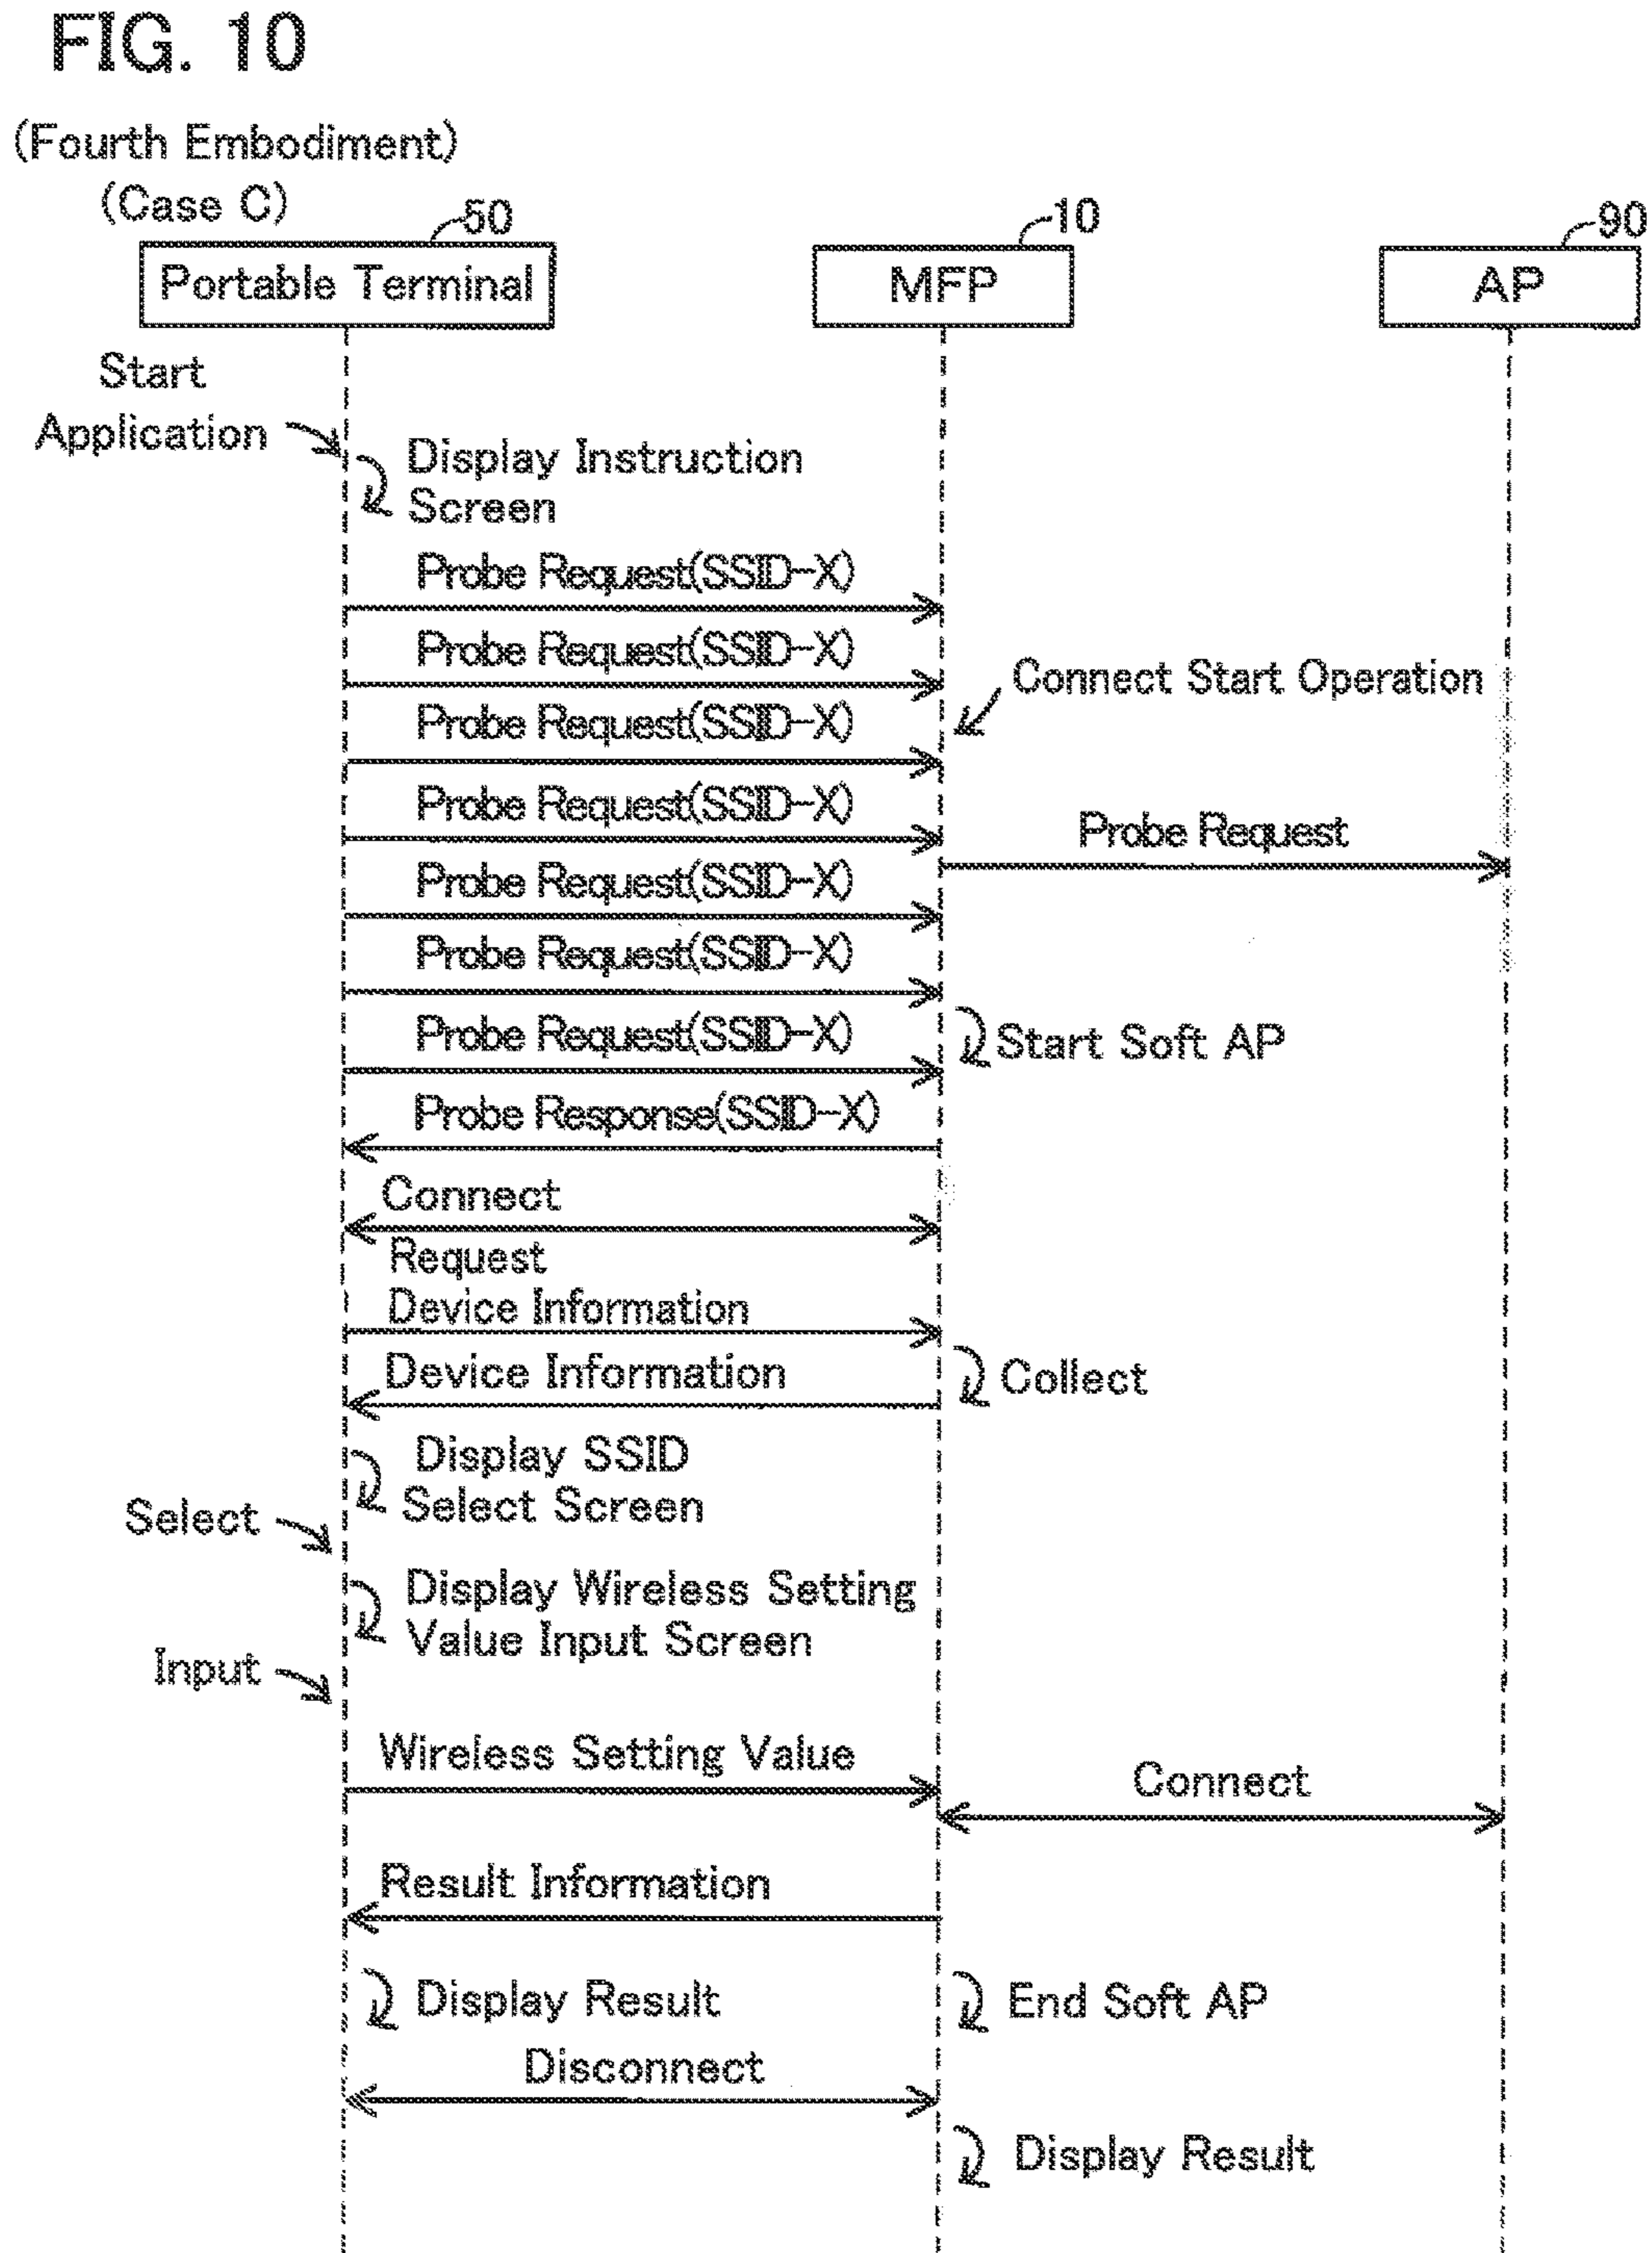 FIG. 10
(Fourth Embodiment)
(Case C)
50
10
90
Portable Terminal
MFP
AP
Start
Application
Display Instruction
Screen
Probe Request(SSID-X)
Probe Request(SSID-X)
Connect Start Operation
Probe Request(SSID-X)
Probe Request(SSID-X)
Probe Request
Probe Request(SSID-X)
Probe Request(SSID-X)
Probe Request(SSID-X)
Start Soft AP
Probe Response(SSID-X)
Connect
Request
Device Information
Device Information
Collect
Display SSID
Select Screen
Select
Display Wireless Setting
Value Input Screen
Input
Wireless Setting Value
Connect
Result Information
Display Result
End Soft AP
Disconnect
Display Result